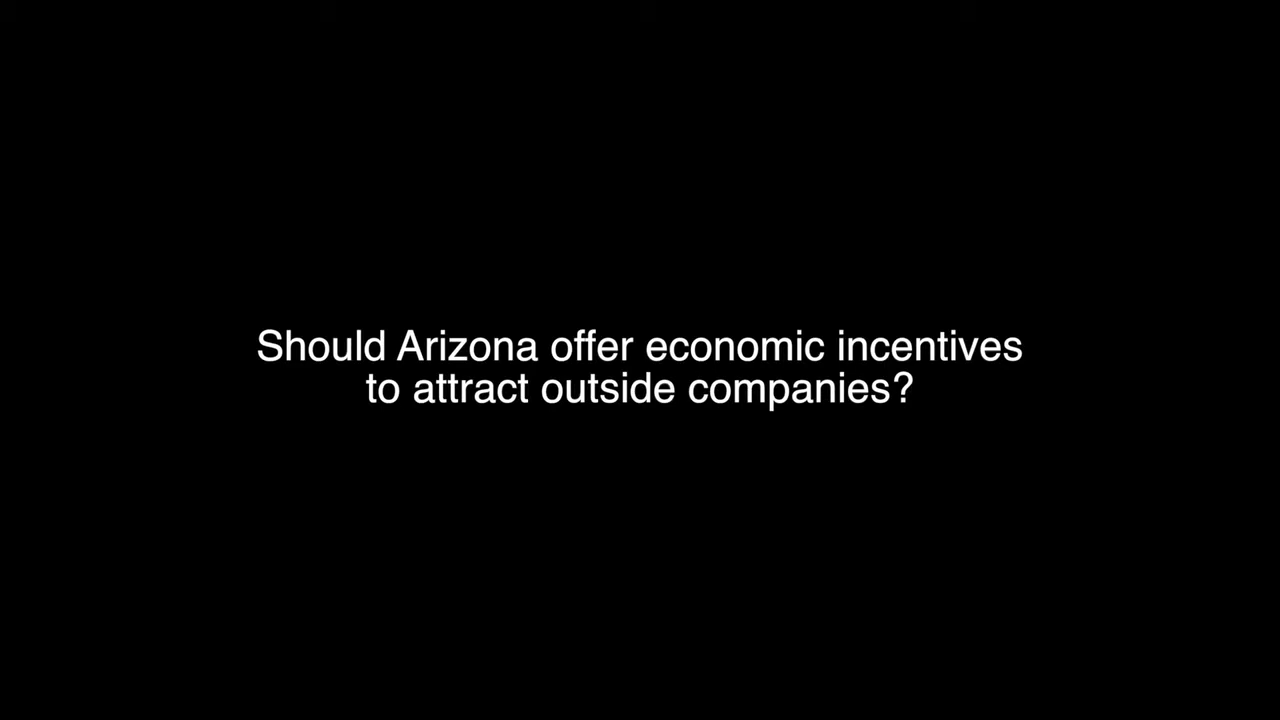 Should Arizona offer economic incentives
to attract outside companies?